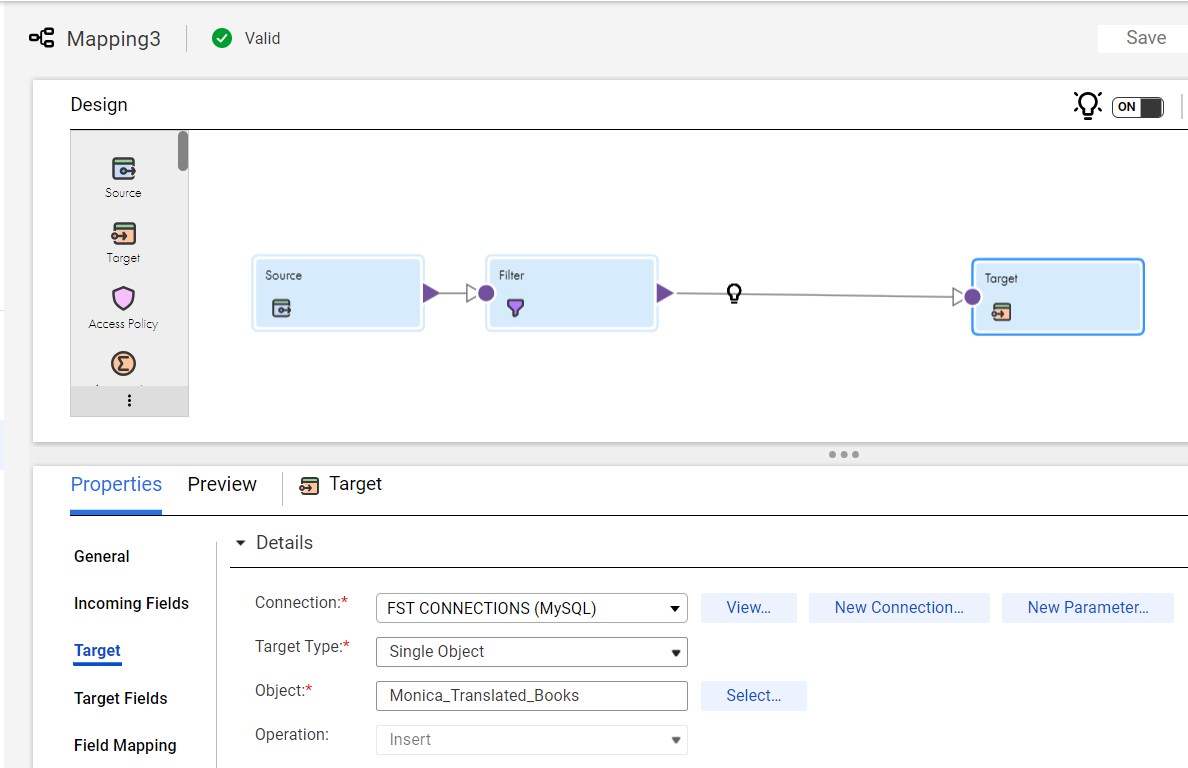 Mapping3
Valid
Save
Design
ON
Source
Target
Access Policy
Source
Filter
Target
Properties
Preview
Target
General
Incoming Fields
Target
Target Fields
Field Mapping
Details
Connection:*
FST CONNECTIONS (MySQL)
View...
New Connection...
New Parameter...
Target Type:*
Single Object
Object:*
Monica_Translated_Books
Select...
Operation:
Insert